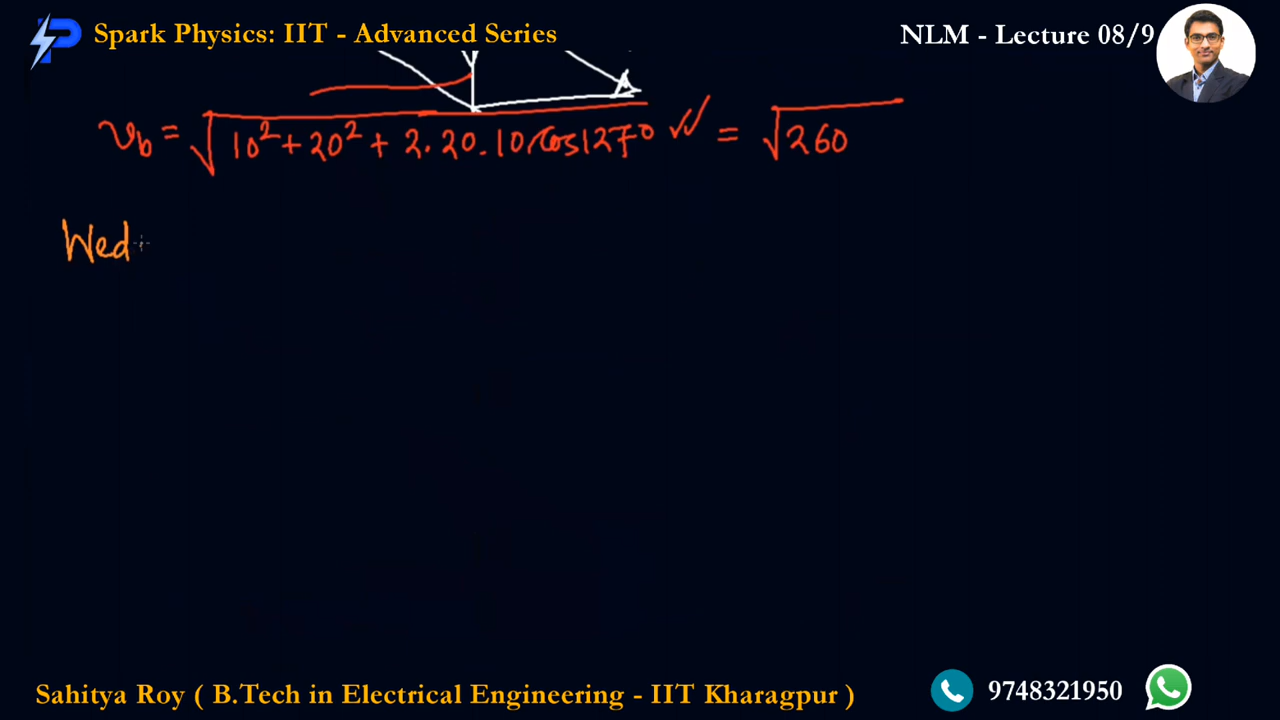 Spark Physics: IIT - Advanced Series
NLM - Lecture 08/9
v_b = √(10² + 20² + 2·20·10·cos127°) = √260
Wed
Sahitya Roy ( B.Tech in Electrical Engineering - IIT Kharagpur )
9748321950